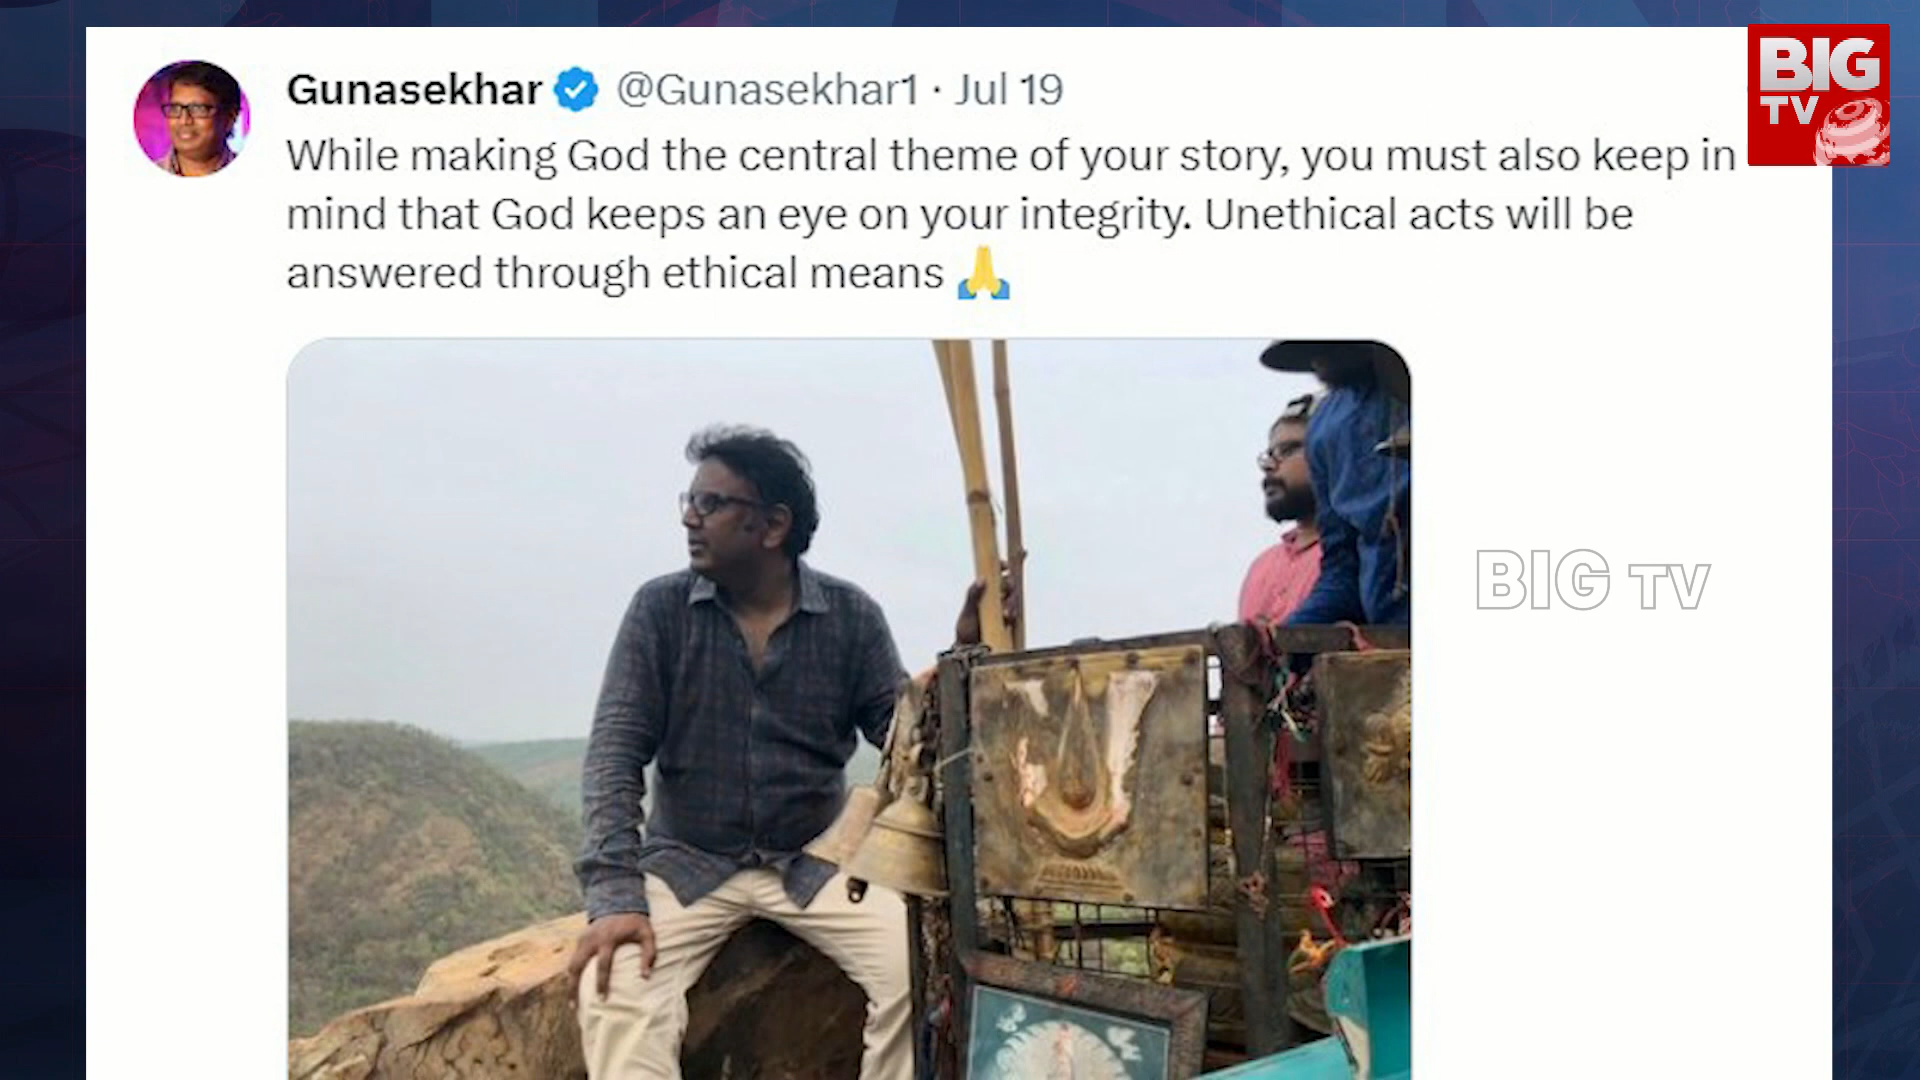 Gunasekhar @Gunasekhar1 · Jul 19
While making God the central theme of your story, you must also keep in
mind that God keeps an eye on your integrity. Unethical acts will be
answered through ethical means 🙏
BIG
TV
BIG TV